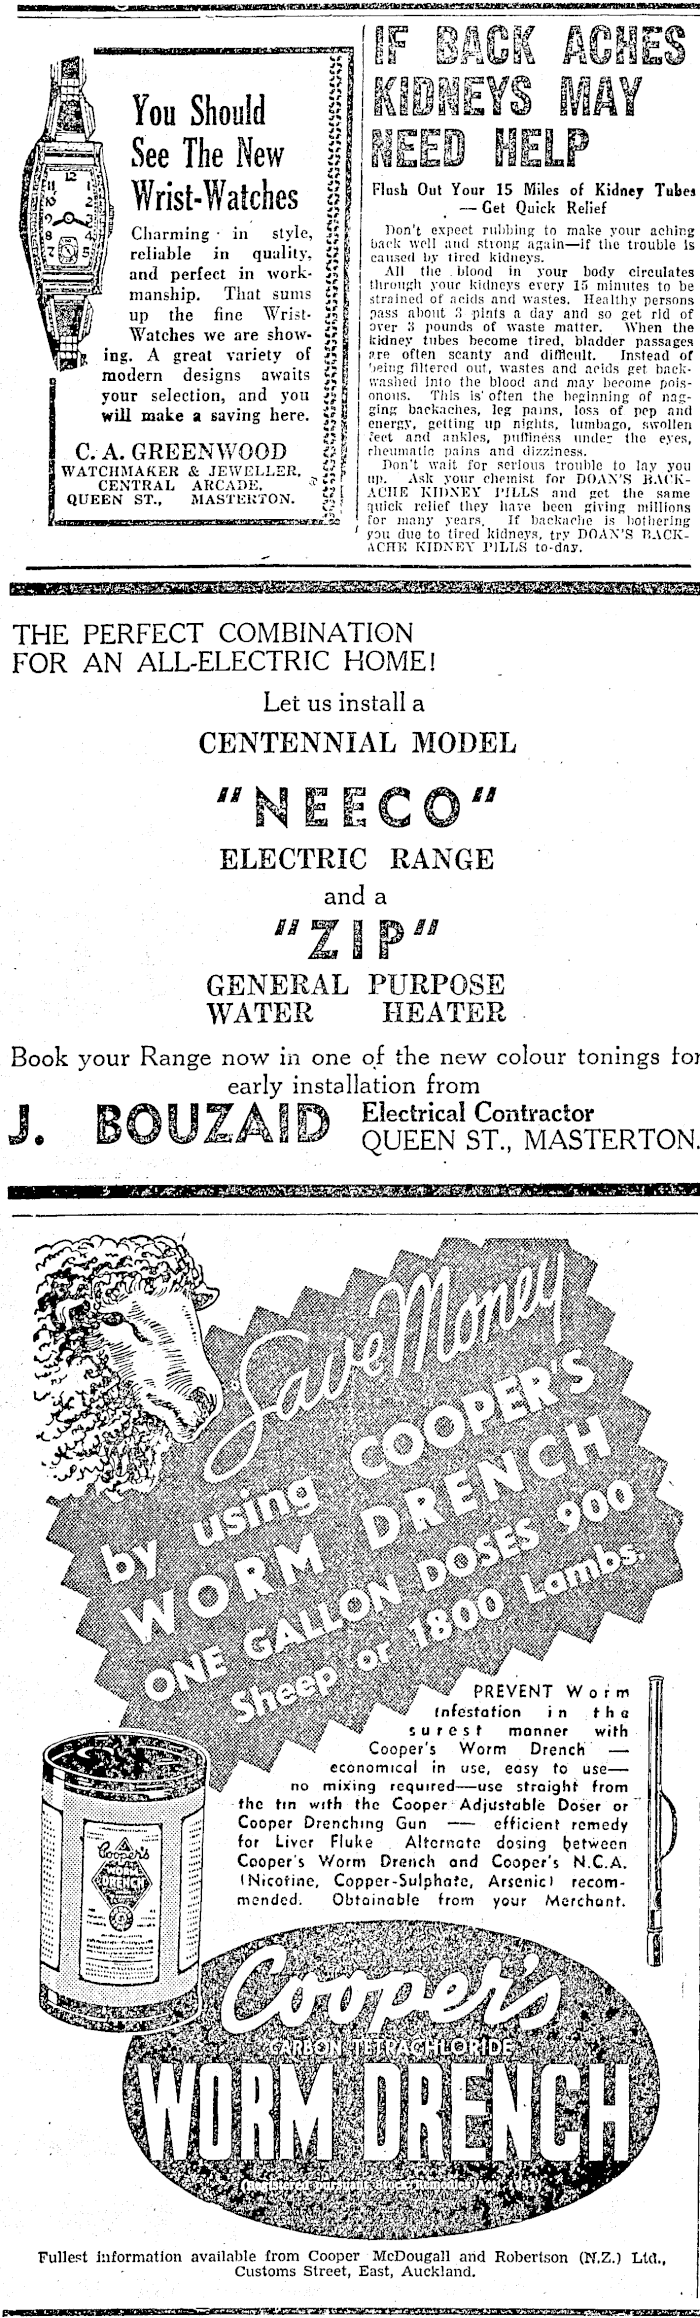 You Should
See The New
Wrist-Watches
Charming in style,
reliable in quality,
and perfect in work-
manship. That sums
up the fine Wrist-
Watches we are show-
ing. A great variety of
modern designs awaits
your selection, and you
will make a saving here.
C. A. GREENWOOD
WATCHMAKER & JEWELLER,
CENTRAL ARCADE,
QUEEN ST., MASTERTON.
IF BACK ACHES
KIDNEYS MAY
NEED HELP
Flush Out Your 15 Miles of Kidney Tubes
— Get Quick Relief
Don't expect rubbing to make your aching
back well and strong again—if the trouble is
caused by tired kidneys.
All the blood in your body circulates
through your kidneys every 15 minutes to be
strained of acids and wastes. Healthy persons
pass about 3 pints a day and so get rid of
over 3 pounds of waste matter. When the
kidney tubes become tired, bladder passages
are often scanty and difficult. Instead of
being filtered out, wastes and acids get back-
washed into the blood and may become pois-
onous. This is often the beginning of nag-
ging backaches, leg pains, loss of pep and
energy, getting up nights, lumbago, swollen
feet and ankles, puffiness under the eyes,
rheumatic pains and dizziness.
Don't wait for serious trouble to lay you
up. Ask your chemist for DOAN'S BACK-
ACHE KIDNEY PILLS and get the same
quick relief they have been giving millions
for many years. If backache is bothering
you due to tired kidneys, try DOAN'S BACK-
ACHE KIDNEY PILLS to-day.
THE PERFECT COMBINATION
FOR AN ALL-ELECTRIC HOME!
Let us install a
CENTENNIAL MODEL
"NEECO"
ELECTRIC RANGE
and a
"ZIP"
GENERAL PURPOSE
WATER HEATER
Book your Range now in one of the new colour tonings for
early installation from
J. BOUZAID
Electrical Contractor
QUEEN ST., MASTERTON.
Save Money
by using COOPER'S
WORM DRENCH
ONE GALLON DOSES 900
Sheep or 1800 Lambs.
PREVENT Worm
Infestation in the
surest manner with
Cooper's Worm Drench —
economical in use, easy to use—
no mixing required—use straight from
the tin with the Cooper Adjustable Doser or
Cooper Drenching Gun — efficient remedy
for Liver Fluke Alternate dosing between
Cooper's Worm Drench and Cooper's N.C.A.
(Nicotine, Copper-Sulphate, Arsenic) recom-
mended. Obtainable from your Merchant.
Cooper's
WORM
DRENCH
Cooper's
CARBON TETRACHLORIDE
WORM DRENCH
(Registered pursuant Stock Remedies Act,
Fullest information available from Cooper McDougall and Robertson (N.Z.) Ltd.,
Customs Street, East, Auckland.